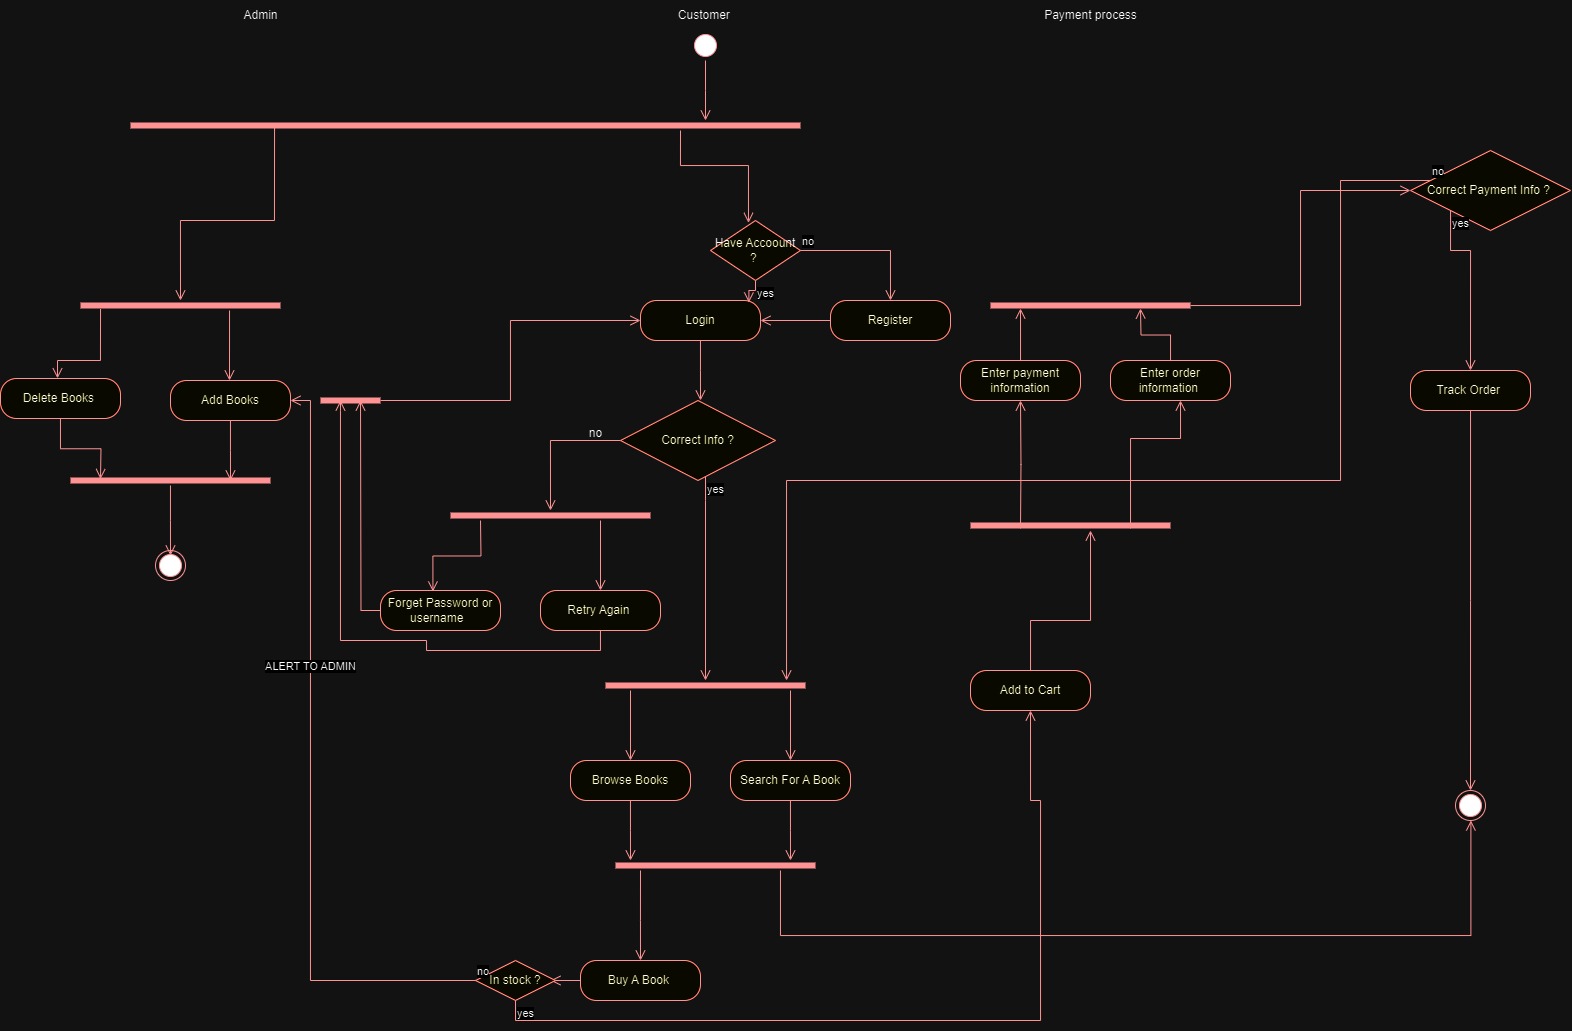 Admin
Customer
Payment process
no
Correct Payment Info ?
yes
Have Accoount
?
no
yes
Login
Register
Enter payment
information
Enter order
information
Delete Books
Add Books
Track Order
no
Correct Info ?
yes
Forget Password or
username
Retry Again
ALERT TO ADMIN
Add to Cart
Browse Books
Search For A Book
no
In stock ?
Buy A Book
yes